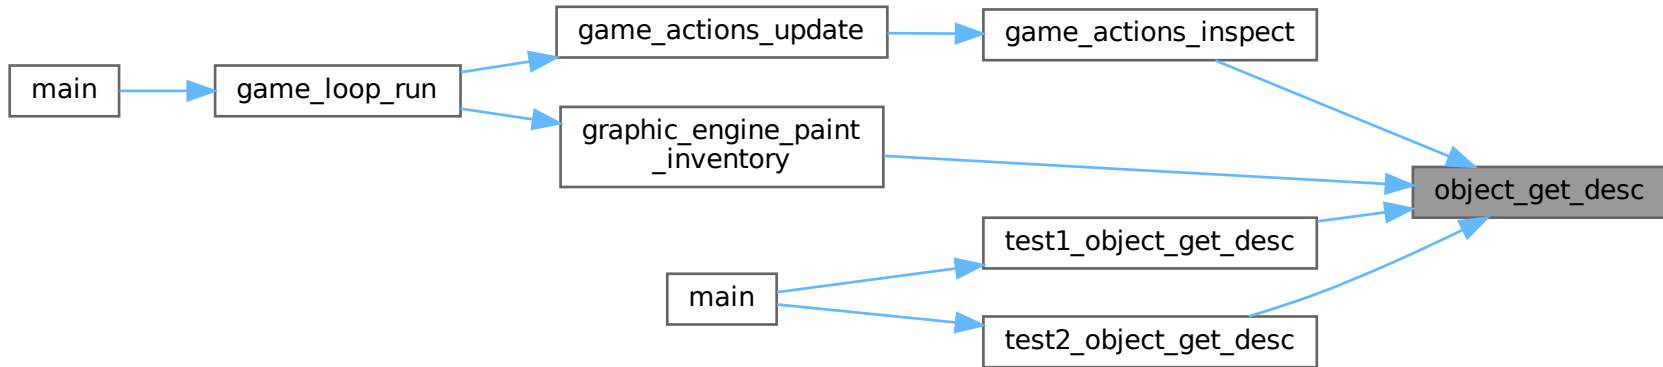 main
game_loop_run
game_actions_update
game_actions_inspect
graphic_engine_paint
_inventory
object_get_desc
test1_object_get_desc
main
test2_object_get_desc